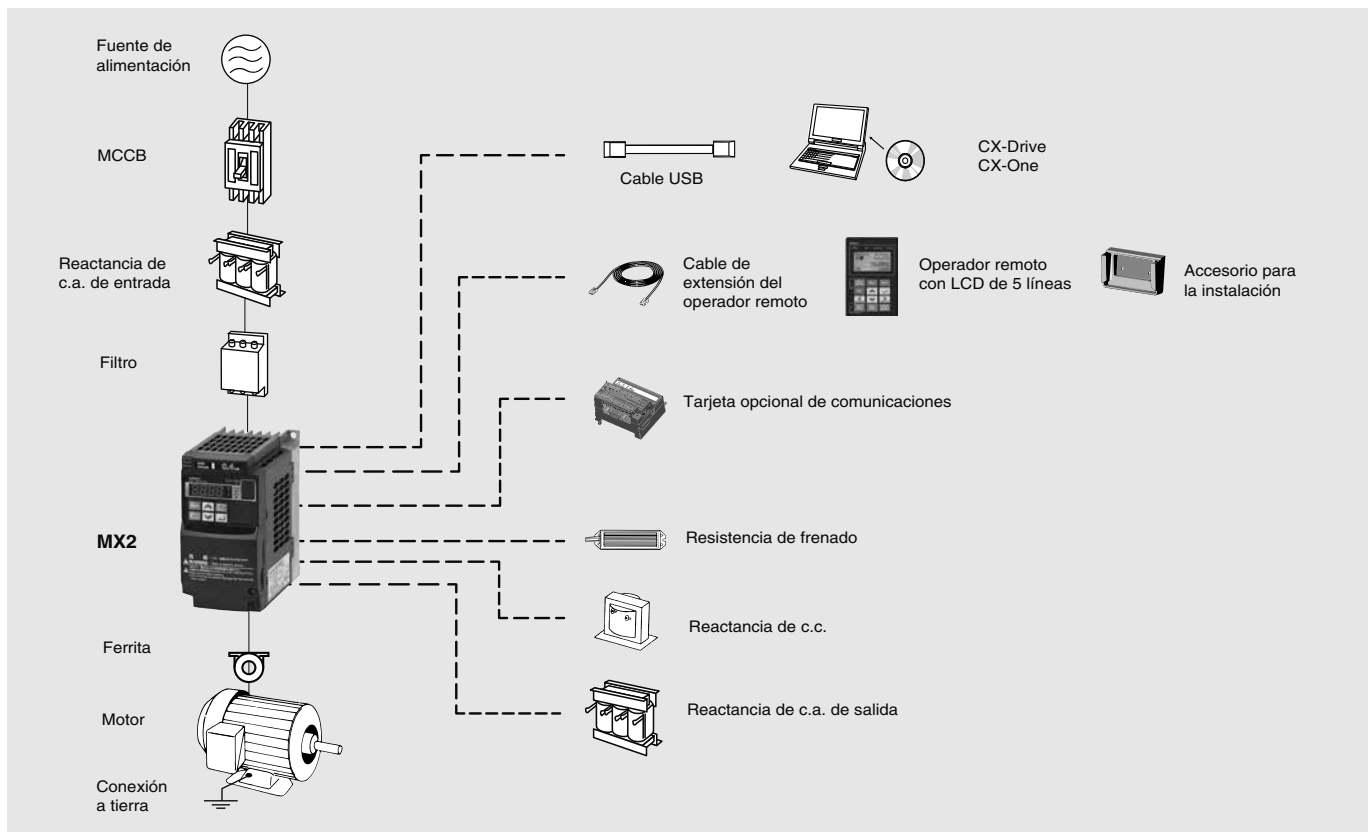 Fuente de
alimentación
MCCB
Reactancia de
c.a. de entrada
Filtro
MX2
Ferrita
Motor
Conexión
a tierra
Cable USB
CX-Drive
CX-One
Cable de
extensión del
operador remoto
Operador remoto
con LCD de 5 líneas
Accesorio para
la instalación
Tarjeta opcional de comunicaciones
Resistencia de frenado
Reactancia de c.c.
Reactancia de c.a. de salida